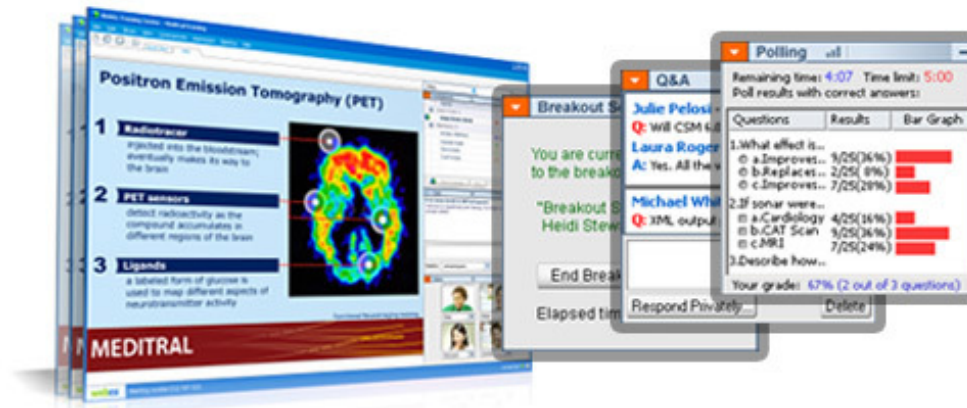 Positron Emission Tomography (PET)
1 Radiotracer
injected into the bloodstream;
eventually makes its way to
the brain
2 PET sensors
detect radioactivity as the
compound accumulates in
different regions of the brain
3 Ligands
a labeled form of glucose is
used to map different aspects of
neurotransmitter activity
MEDITRAL
Breakout
You are
to the
"Breakout
Heidi
End
Elapsed
Q&A
Julie Pelosi
Q: Will CSM
Laura Roger
A: Yes. All the
Michael
Q: XML output
Respond Privately
Delete
Polling
Remaining time: 4:07 Time limit: 5:00
Poll results with correct answers:
Questions Results Bar Graph
1.What effect is...
a.Improves... 9/25(36%)
b.Replaces... 2/25( 8%)
c.Improves... 7/25(28%)
2.If sonar were...
a.Cardiology 4/25(16%)
b.CAT Scan 9/25(36%)
c.MRI 7/25(24%)
3.Describe how...
Your grade: 67% (2 out of 3 questions)